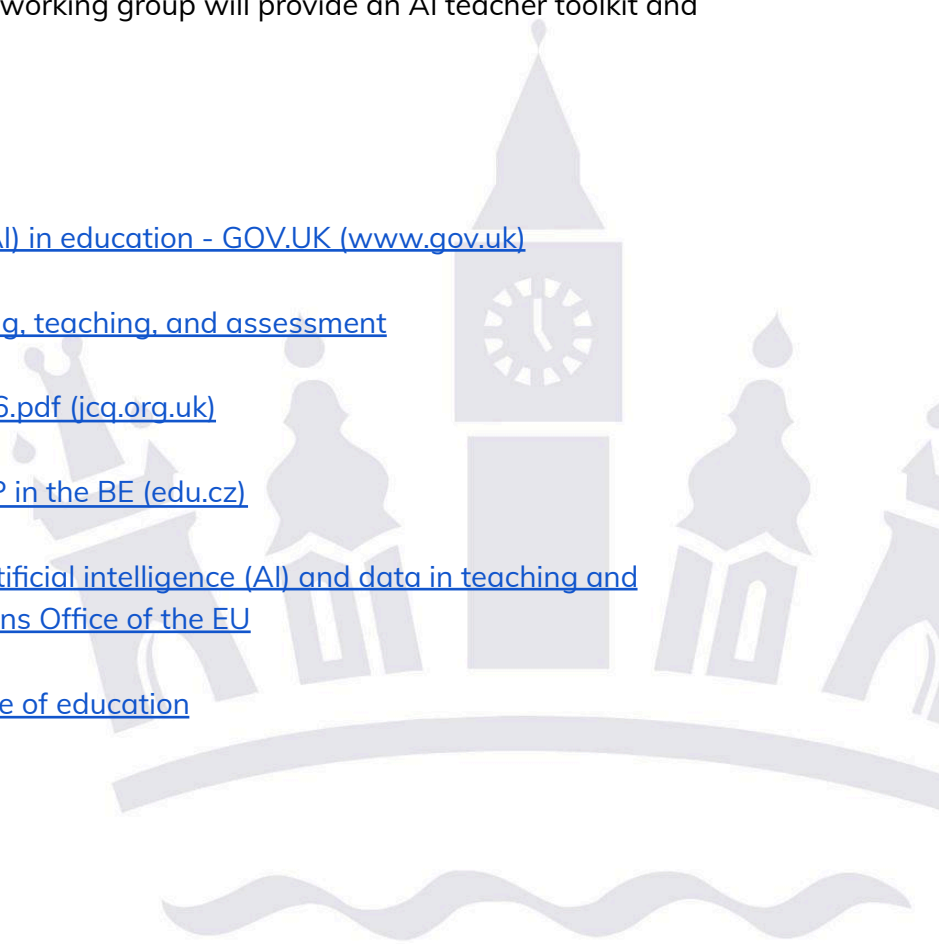 working group will provide an AI teacher toolkit and
AI) in education - GOV.UK (www.gov.uk)
g, teaching, and assessment
6.pdf (jcq.org.uk)
P in the BE (edu.cz)
tificial intelligence (AI) and data in teaching and
ns Office of the EU
e of education